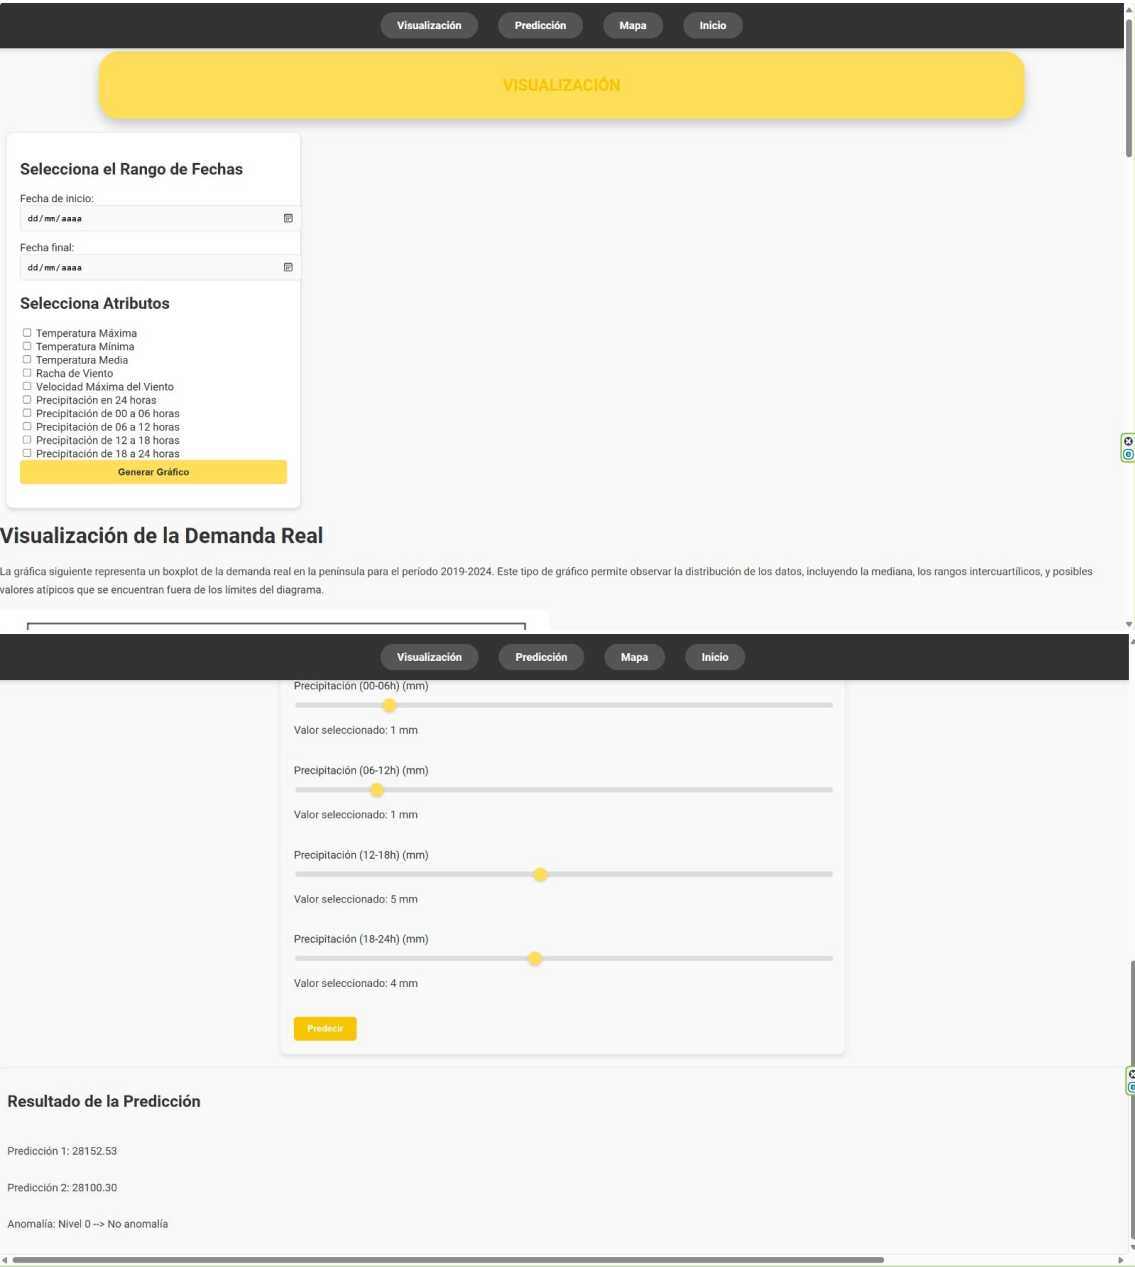 Visualización Predicción Mapa Inicio
VISUALIZACIÓN
Selecciona el Rango de Fechas
Fecha de inicio:
dd/mm/aaaa
Fecha final:
dd/mm/aaaa
Selecciona Atributos
Temperatura Máxima
Temperatura Mínima
Temperatura Media
Racha de Viento
Velocidad Máxima del Viento
Precipitación en 24 horas
Precipitación de 00 a 06 horas
Precipitación de 06 a 12 horas
Precipitación de 12 a 18 horas
Precipitación de 18 a 24 horas
Generar Gráfico
Visualización de la Demanda Real
La gráfica siguiente representa un boxplot de la demanda real en la península para el período 2019-2024. Este tipo de gráfico permite observar la distribución de los datos, incluyendo la mediana, los rangos intercuartílicos, y posibles
valores atípicos que se encuentran fuera de los límites del diagrama.
Visualización Predicción Mapa Inicio
Precipitación (00-06h) (mm)
Valor seleccionado: 1 mm
Precipitación (06-12h) (mm)
Valor seleccionado: 1 mm
Precipitación (12-18h) (mm)
Valor seleccionado: 5 mm
Precipitación (18-24h) (mm)
Valor seleccionado: 4 mm
Predecir
Resultado de la Predicción
Predicción 1: 28152.53
Predicción 2: 28100.30
Anomalía: Nivel 0 --> No anomalía